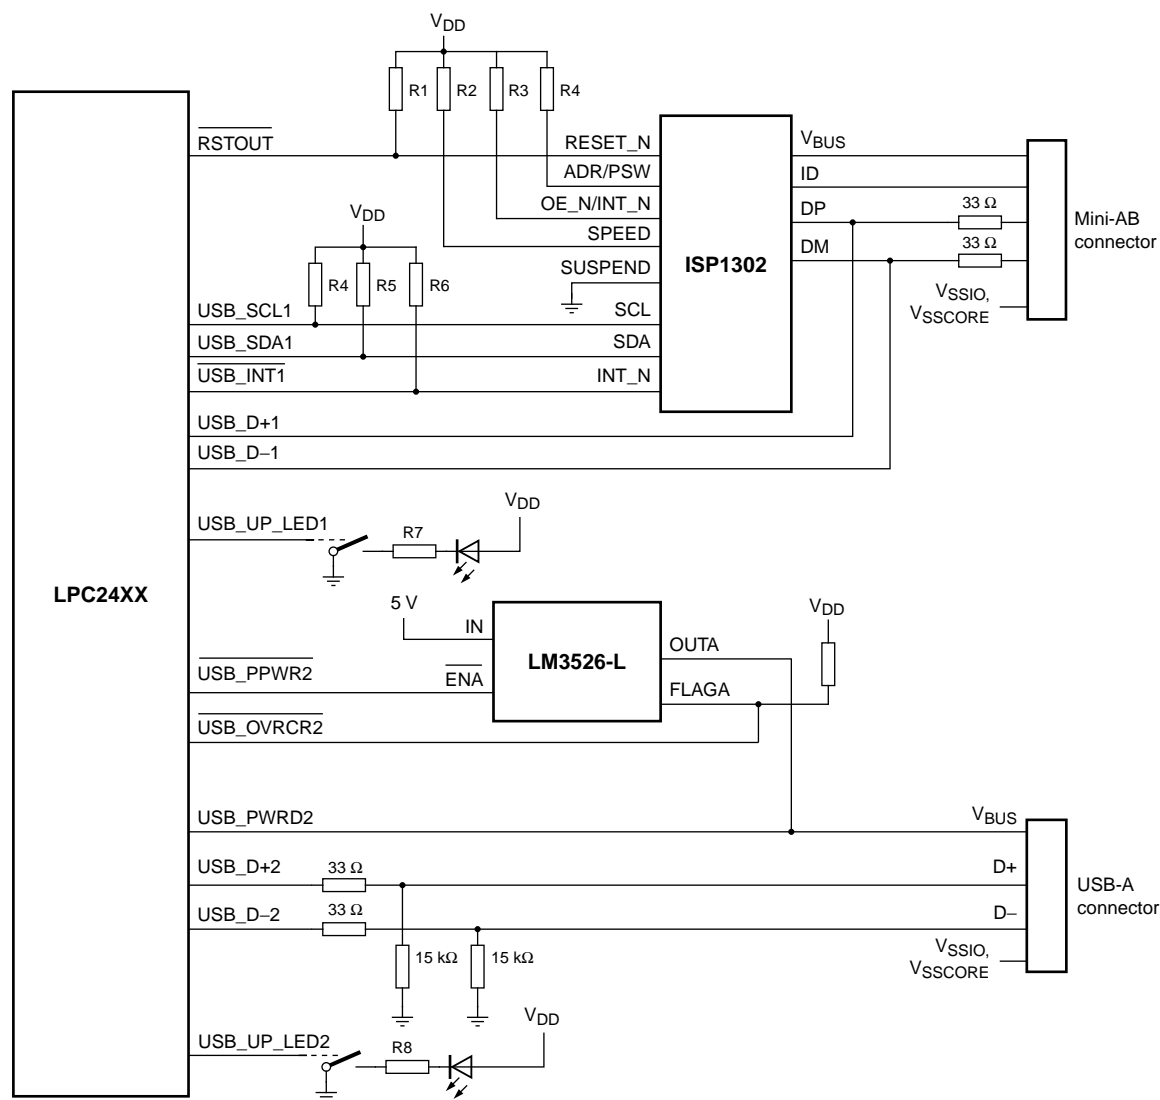 VDD
R1 R2 R3 R4
RSTOUT
RESET_N
ADR/PSW
OE_N/INT_N
SPEED
SUSPEND
SCL
SDA
INT_N
ISP1302
VBUS
ID
DP
DM
33 Ω
33 Ω
VSSIO,
VSSCORE
Mini-AB
connector
VDD
R4 R5 R6
USB_SCL1
USB_SDA1
USB_INT1
USB_D+1
USB_D−1
USB_UP_LED1
R7
VDD
LPC24XX
5 V
IN
ENA
LM3526-L
OUTA
FLAGA
VDD
USB_PPWR2
USB_OVRCR2
USB_PWRD2
VBUS
USB_D+2
33 Ω
D+
USB_D−2
33 Ω
D−
USB-A
connector
15 kΩ
15 kΩ
VSSIO,
VSSCORE
USB_UP_LED2
R8
VDD